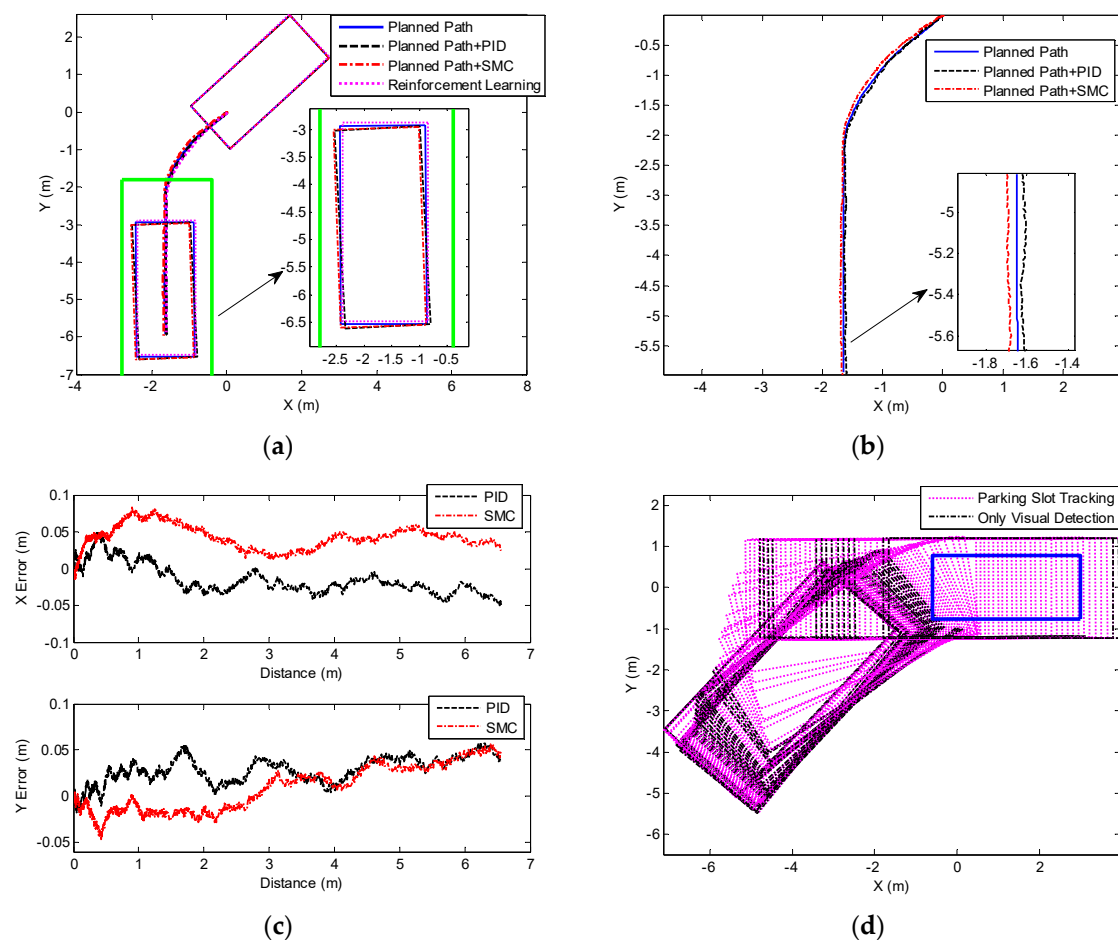 Planned Path
Planned Path+PID
Planned Path+SMC
Reinforcement Learning
2
1
0
-1
-2
-3
-4
-5
-6
-7
Y (m)
-4 -2 0 2 4 6 8
X (m)
-3
-3.5
-4
-4.5
-5
-5.5
-6
-6.5
-2.5 -2 -1.5 -1 -0.5
(a)
Planned Path
Planned Path+PID
Planned Path+SMC
-0.5
-1
-1.5
-2
-2.5
-3
-3.5
-4
-4.5
-5
-5.5
Y (m)
-4 -3 -2 -1 0 1 2
X (m)
-5
-5.2
-5.4
-5.6
-1.8 -1.6 -1.4
(b)
PID
SMC
0.1
0.05
0
-0.05
0.1
X Error (m)
0 1 2 3 4 5 6 7
Distance (m)
PID
SMC
0.1
0.05
0
-0.05
Y Error (m)
0 1 2 3 4 5 6 7
Distance (m)
(c)
Parking Slot Tracking
Only Visual Detection
2
1
0
-1
-2
-3
-4
-5
-6
Y (m)
-6 -4 -2 0 2
X (m)
(d)